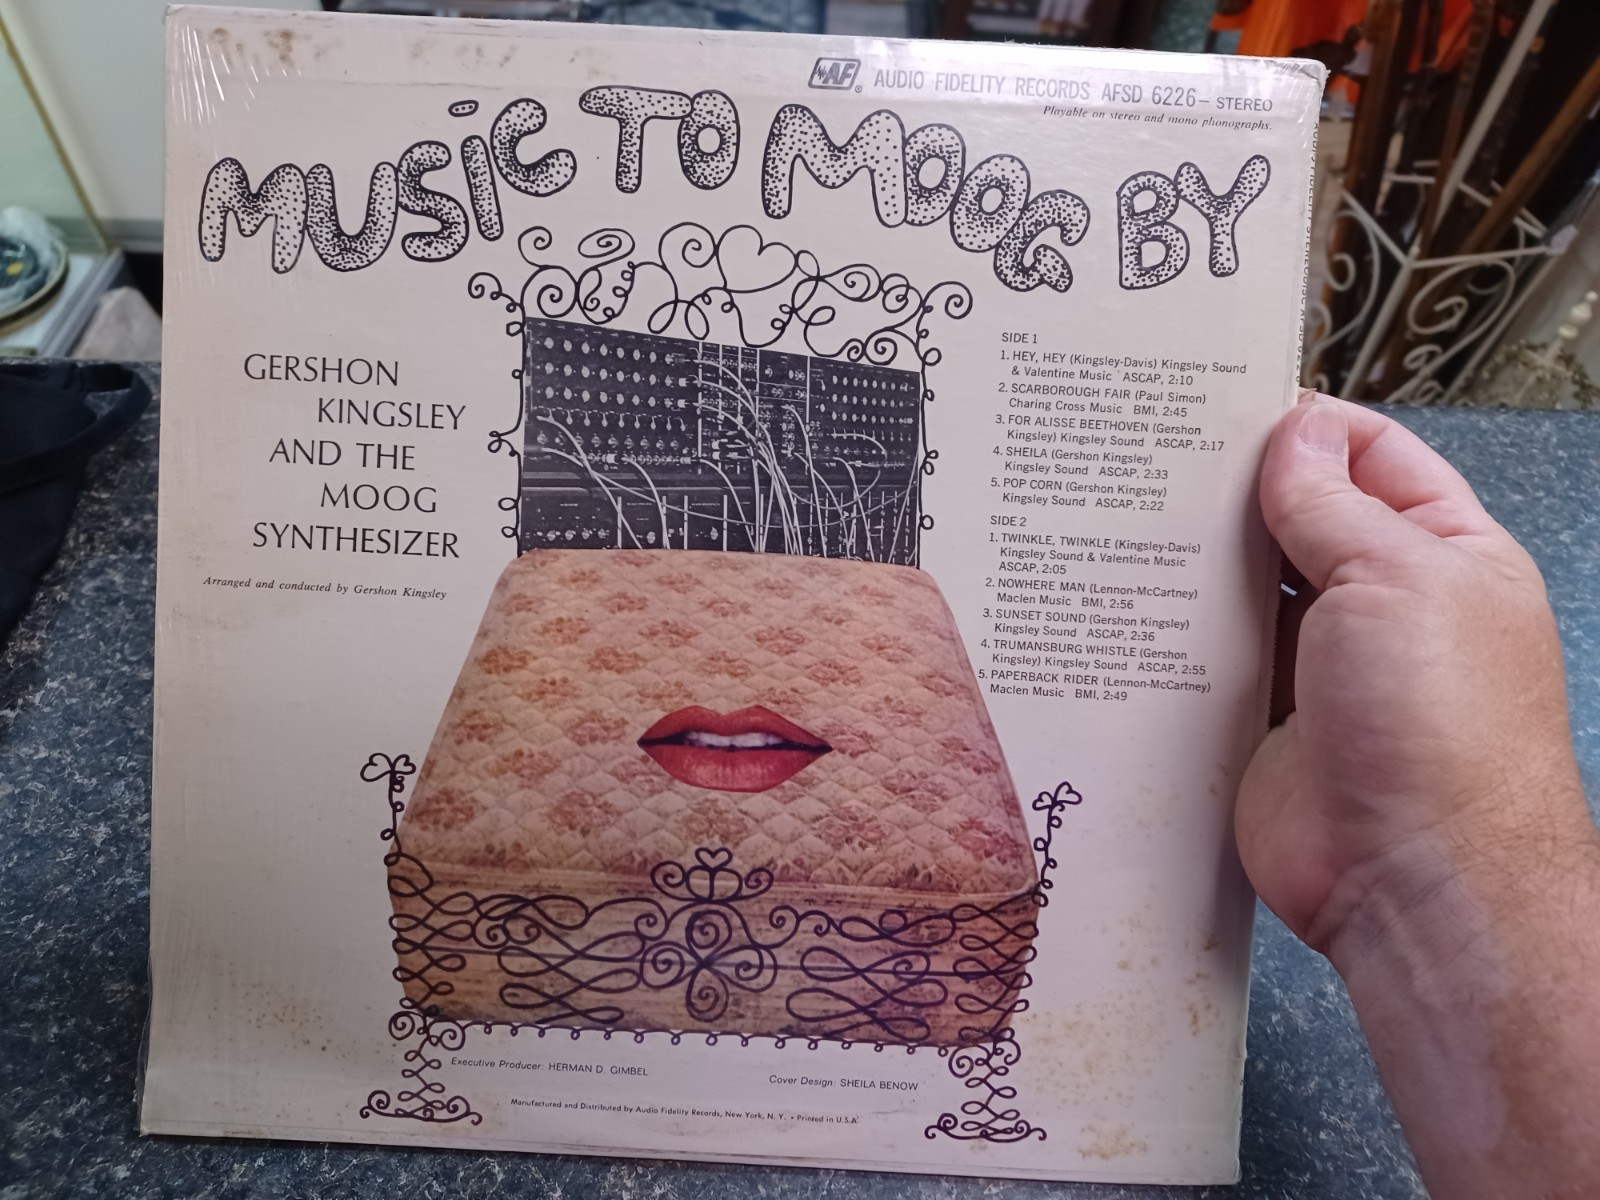 AF® AUDIO FIDELITY RECORDS AFSD 6226 – STEREO
Playable on stereo and mono phonographs.
MUSIC TO MOOG BY
GERSHON
KINGSLEY
AND THE
MOOG
SYNTHESIZER
Arranged and conducted by Gershon Kingsley
SIDE 1
1. HEY, HEY (Kingsley-Davis) Kingsley Sound
& Valentine Music ASCAP, 2:10
2. SCARBOROUGH FAIR (Paul Simon)
Charing Cross Music BMI, 2:45
3. FOR ALISSE BEETHOVEN (Gershon
Kingsley) Kingsley Sound ASCAP, 2:17
4. SHEILA (Gershon Kingsley)
Kingsley Sound ASCAP, 2:33
5. POP CORN (Gershon Kingsley)
Kingsley Sound ASCAP, 2:22
SIDE 2
1. TWINKLE, TWINKLE (Kingsley-Davis)
Kingsley Sound & Valentine Music
ASCAP, 2:05
2. NOWHERE MAN (Lennon-McCartney)
Maclen Music BMI, 2:56
3. SUNSET SOUND (Gershon Kingsley)
Kingsley Sound ASCAP, 2:36
4. TRUMANSBURG WHISTLE (Gershon
Kingsley) Kingsley Sound ASCAP, 2:55
5. PAPERBACK RIDER (Lennon-McCartney)
Maclen Music BMI, 2:49
Executive Producer: HERMAN D. GIMBEL
Cover Design: SHEILA BENOW
Manufactured and Distributed by Audio Fidelity Records, New York, N. Y. • Printed in U.S.A.